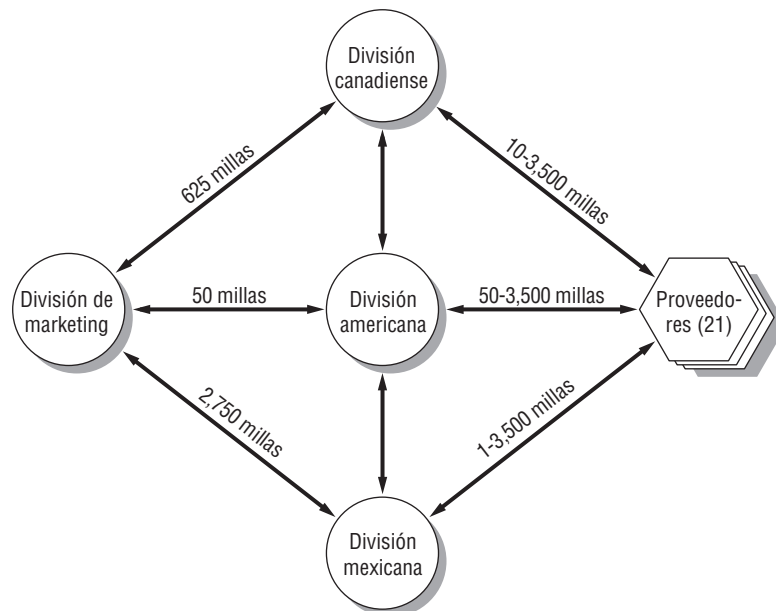 División
canadiense
625 millas
10-3,500 millas
División de
marketing
50 millas
División
americana
50-3,500 millas
Proveedo-
res (21)
2,750 millas
1-3,500 millas
División
mexicana